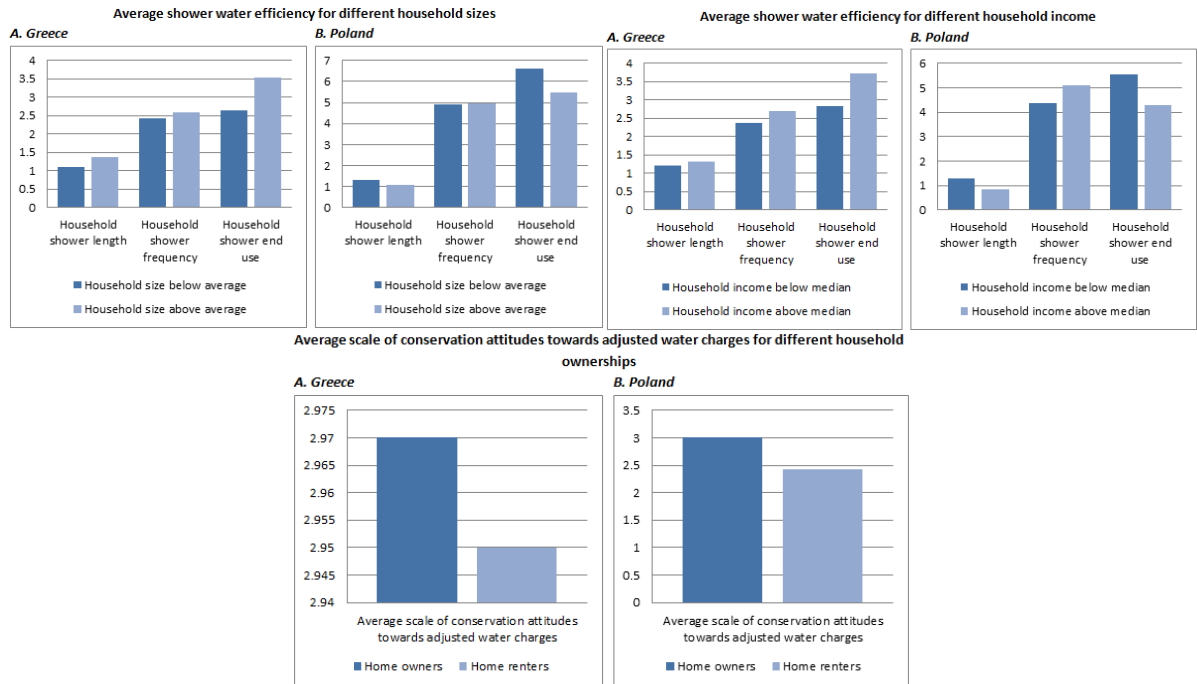 Average shower water efficiency for different household sizes
A. Greece
4
3.5
3
2.5
2
1.5
1
0.5
0
Household shower length
Household shower frequency
Household shower end use
Household size below average
Household size above average
B. Poland
7
6
5
4
3
2
1
0
Household shower length
Household shower frequency
Household shower end use
Household size below average
Household size above average
Average shower water efficiency for different household income
A. Greece
4
3.5
3
2.5
2
1.5
1
0.5
0
Household shower length
Household shower frequency
Household shower end use
Household income below median
Household income above median
B. Poland
6
5
4
3
2
1
0
Household shower length
Household shower frequency
Household shower end use
Household income below median
Household income above median
Average scale of conservation attitudes towards adjusted water charges for different household
ownerships
A. Greece
2.975
2.97
2.965
2.96
2.955
2.95
2.945
2.94
Average scale of conservation attitudes
towards adjusted water charges
Home owners Home renters
B. Poland
3.5
3
2.5
2
1.5
1
0.5
0
Average scale of conservation attitudes
towards adjusted water charges
Home owners Home renters